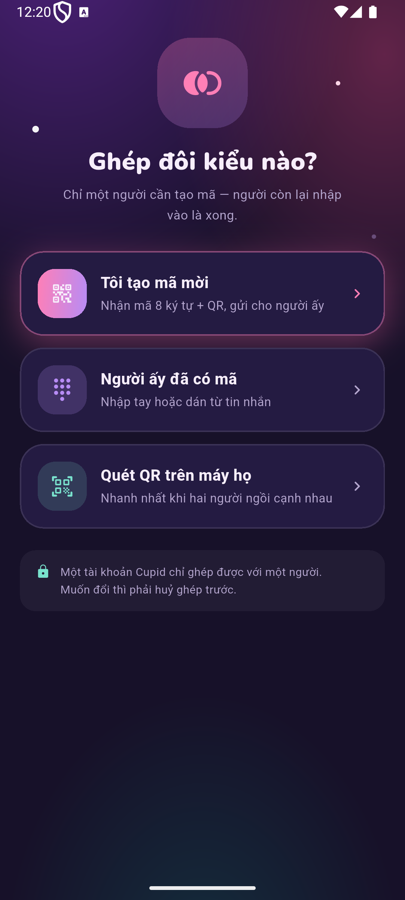 12:20
A
Ghép đôi kiểu nào?
Chỉ một người cần tạo mã — người còn lại nhập
vào là xong.
Tôi tạo mã mời
Nhận mã 8 ký tự + QR, gửi cho người ấy
Người ấy đã có mã
Nhập tay hoặc dán từ tin nhắn
Quét QR trên máy họ
Nhanh nhất khi hai người ngồi cạnh nhau
Một tài khoản Cupid chỉ ghép được với một người.
Muốn đổi thì phải huỷ ghép trước.